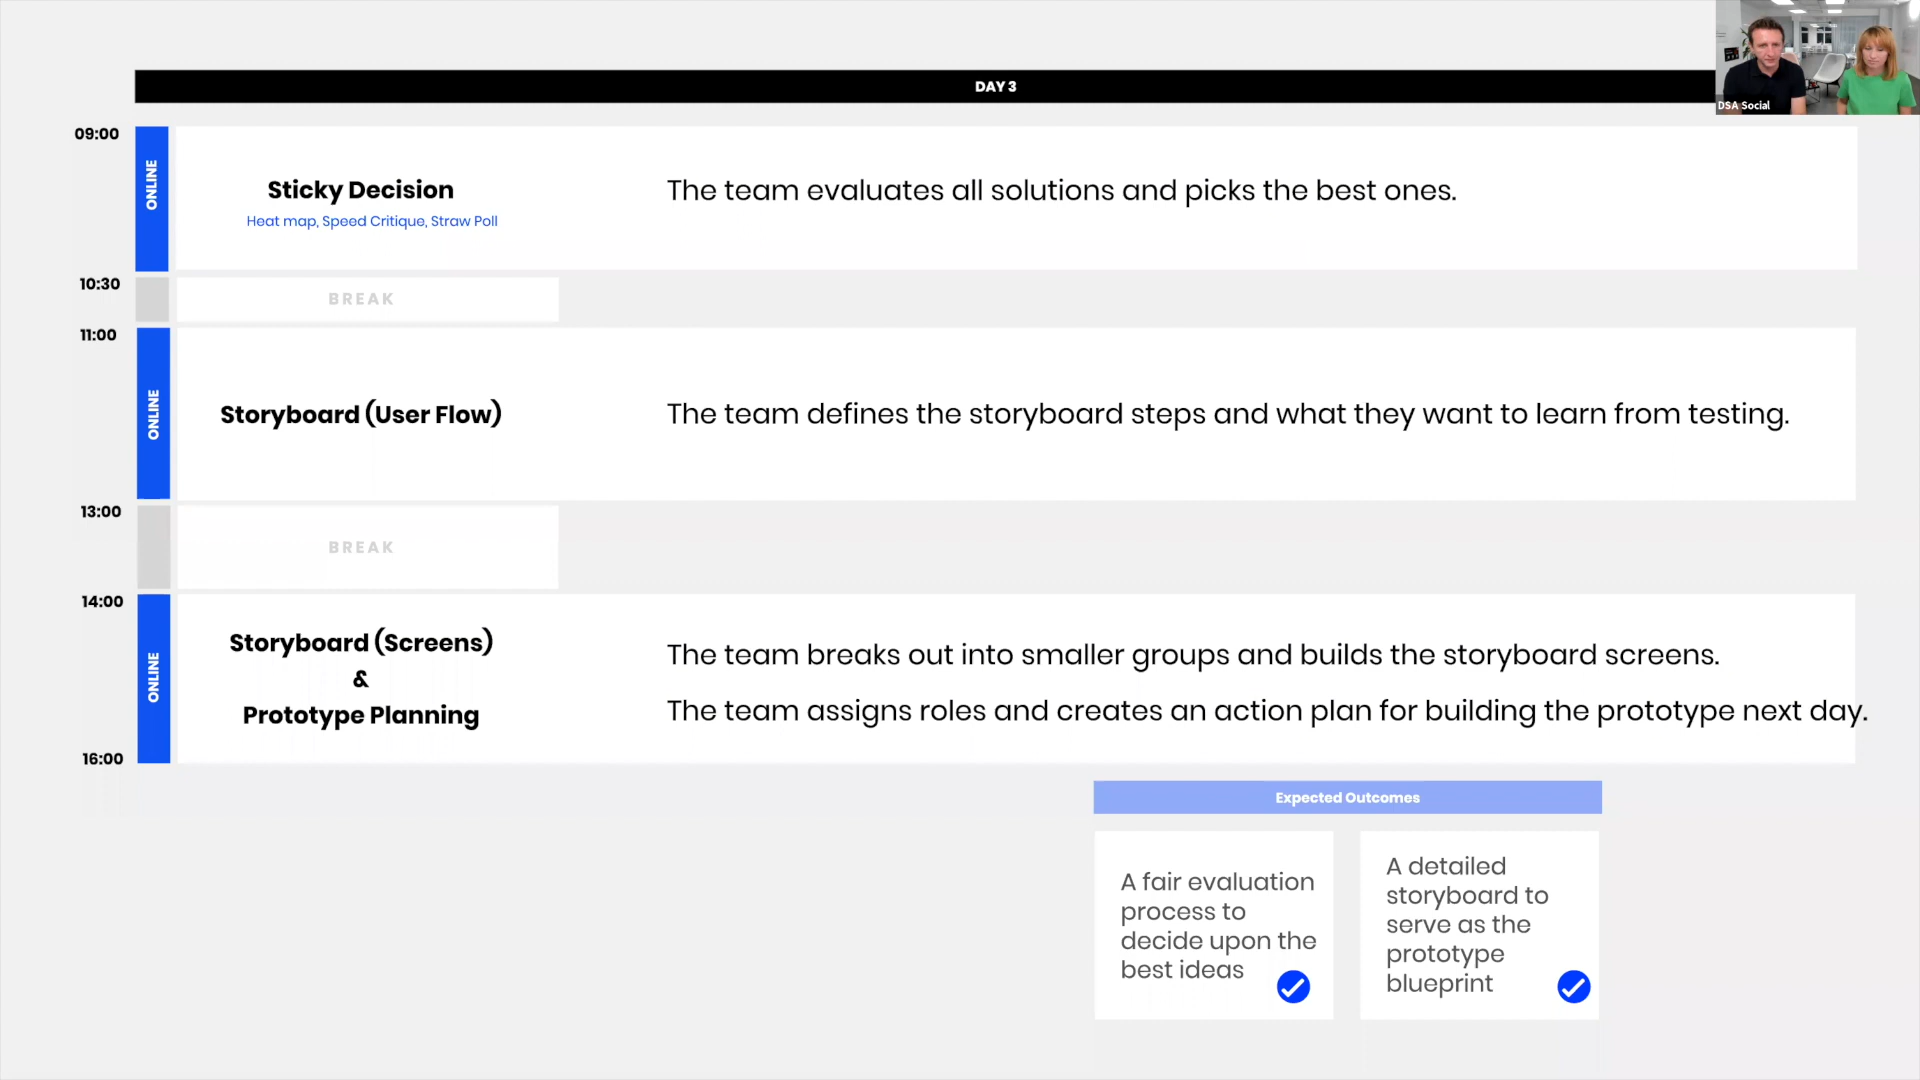 DAY 3
DSA Social
09:00
ONLINE
Sticky Decision
Heat map, Speed Critique, Straw Poll
The team evaluates all solutions and picks the best ones.
10:30
BREAK
11:00
ONLINE
Storyboard (User Flow)
The team defines the storyboard steps and what they want to learn from testing.
13:00
BREAK
14:00
ONLINE
Storyboard (Screens)
&
Prototype Planning
The team breaks out into smaller groups and builds the storyboard screens.
The team assigns roles and creates an action plan for building the prototype next day.
16:00
Expected Outcomes
A fair evaluation
process to
decide upon the
best ideas
A detailed
storyboard to
serve as the
prototype
blueprint